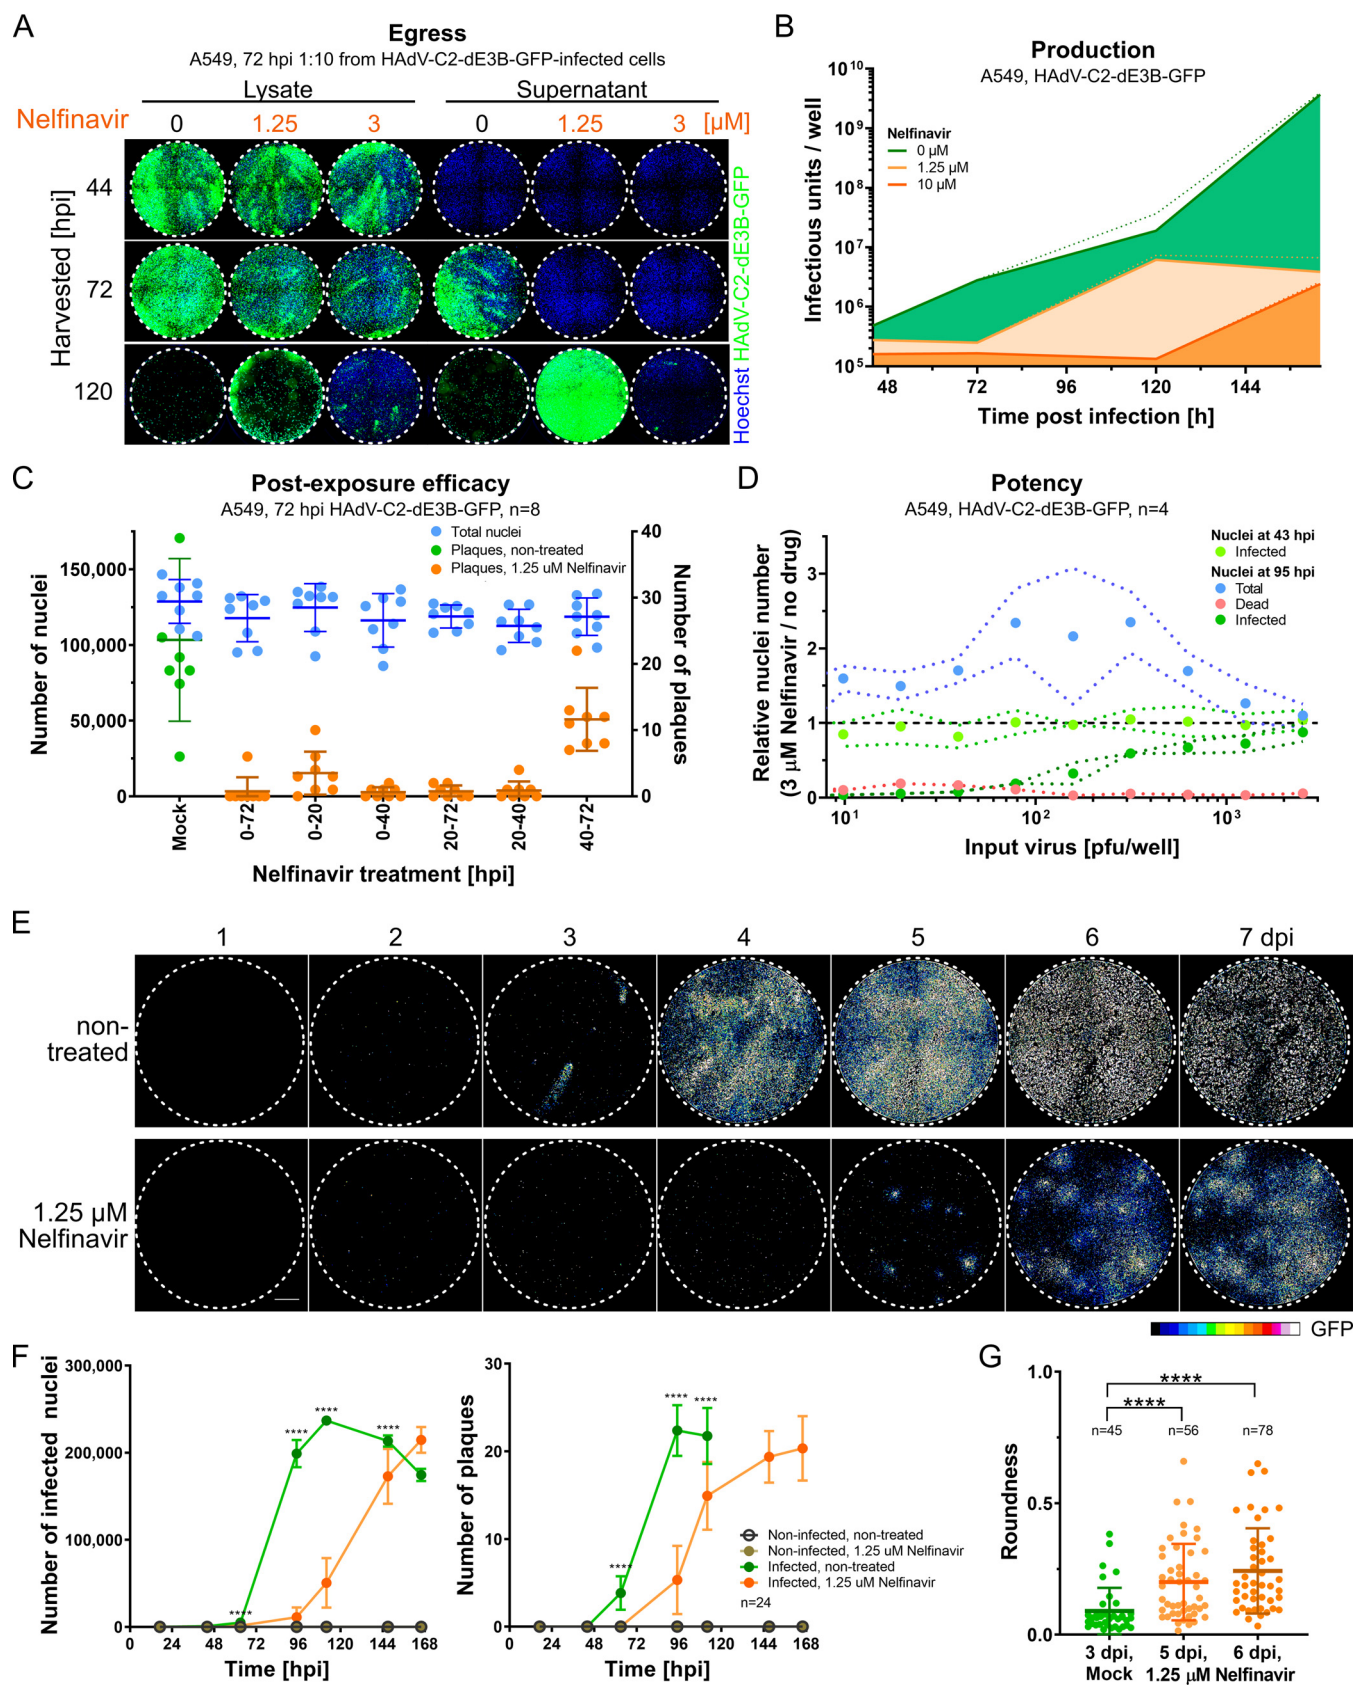 A
Egress
A549, 72 hpi 1:10 from HAdV-C2-dE3B-GFP-infected cells
Lysate Supernatant
Nelfinavir 0 1.25 3 0 1.25 3 [µM]
Harvested [hpi]
44
72
120
Hoechst HAdV-C2-dE3B-GFP
B
Production
A549, HAdV-C2-dE3B-GFP
Infectious units / well
10^10
10^9
10^8
10^7
10^6
10^5
Nelfinavir
0 µM
1.25 µM
10 µM
48 72 96 120 144
Time post infection [h]
C
Post-exposure efficacy
A549, 72 hpi HAdV-C2-dE3B-GFP, n=8
Total nuclei
Plaques, non-treated
Plaques, 1.25 uM Nelfinavir
Number of nuclei
150,000
100,000
50,000
0
Number of plaques
40
30
20
10
0
Mock 0-72 0-20 0-40 20-72 20-40 40-72
Nelfinavir treatment [hpi]
D
Potency
A549, HAdV-C2-dE3B-GFP, n=4
Nuclei at 43 hpi
Infected
Nuclei at 95 hpi
Total
Dead
Infected
Relative nuclei number
(3 µM Nelfinavir / no drug)
3
2
1
0
10^1 10^2 10^3
Input virus [pfu/well]
E
1 2 3 4 5 6 7 dpi
non-
treated
1.25 µM
Nelfinavir
GFP
F
Number of infected nuclei
300,000
200,000
100,000
0
**** **** **** ****
0 24 48 72 96 120 144 168
Time [hpi]
Number of plaques
30
20
10
0
**** **** ****
Non-infected, non-treated
Non-infected, 1.25 uM Nelfinavir
Infected, non-treated
Infected, 1.25 uM Nelfinavir
n=24
0 24 48 72 96 120 144 168
Time [hpi]
G
Roundness
1.0
0.5
0.0
****
****
n=45 n=56 n=78
3 dpi, 5 dpi, 6 dpi,
Mock 1.25 µM Nelfinavir